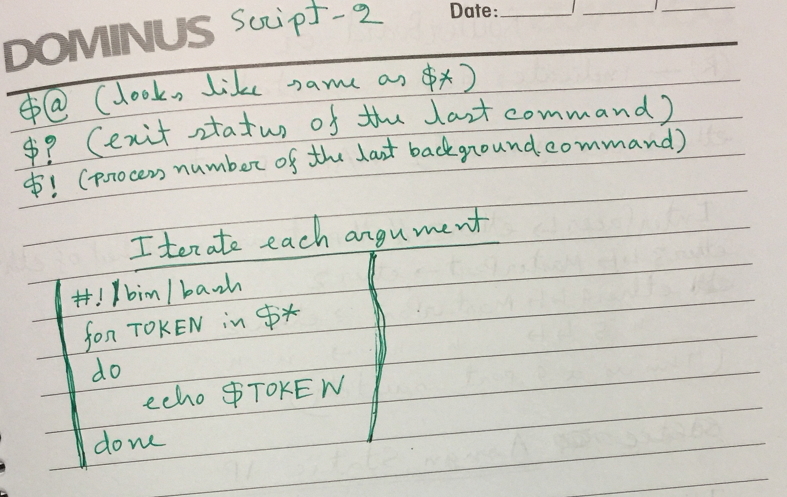 DOMINUS
Script-2
Date:
$@ (looks like same as $*)
$? (exit status of the last command)
$! (process number of the last background command)
Iterate each argument
#!/bin/bash
for TOKEN in $*
do
echo $TOKEN
done